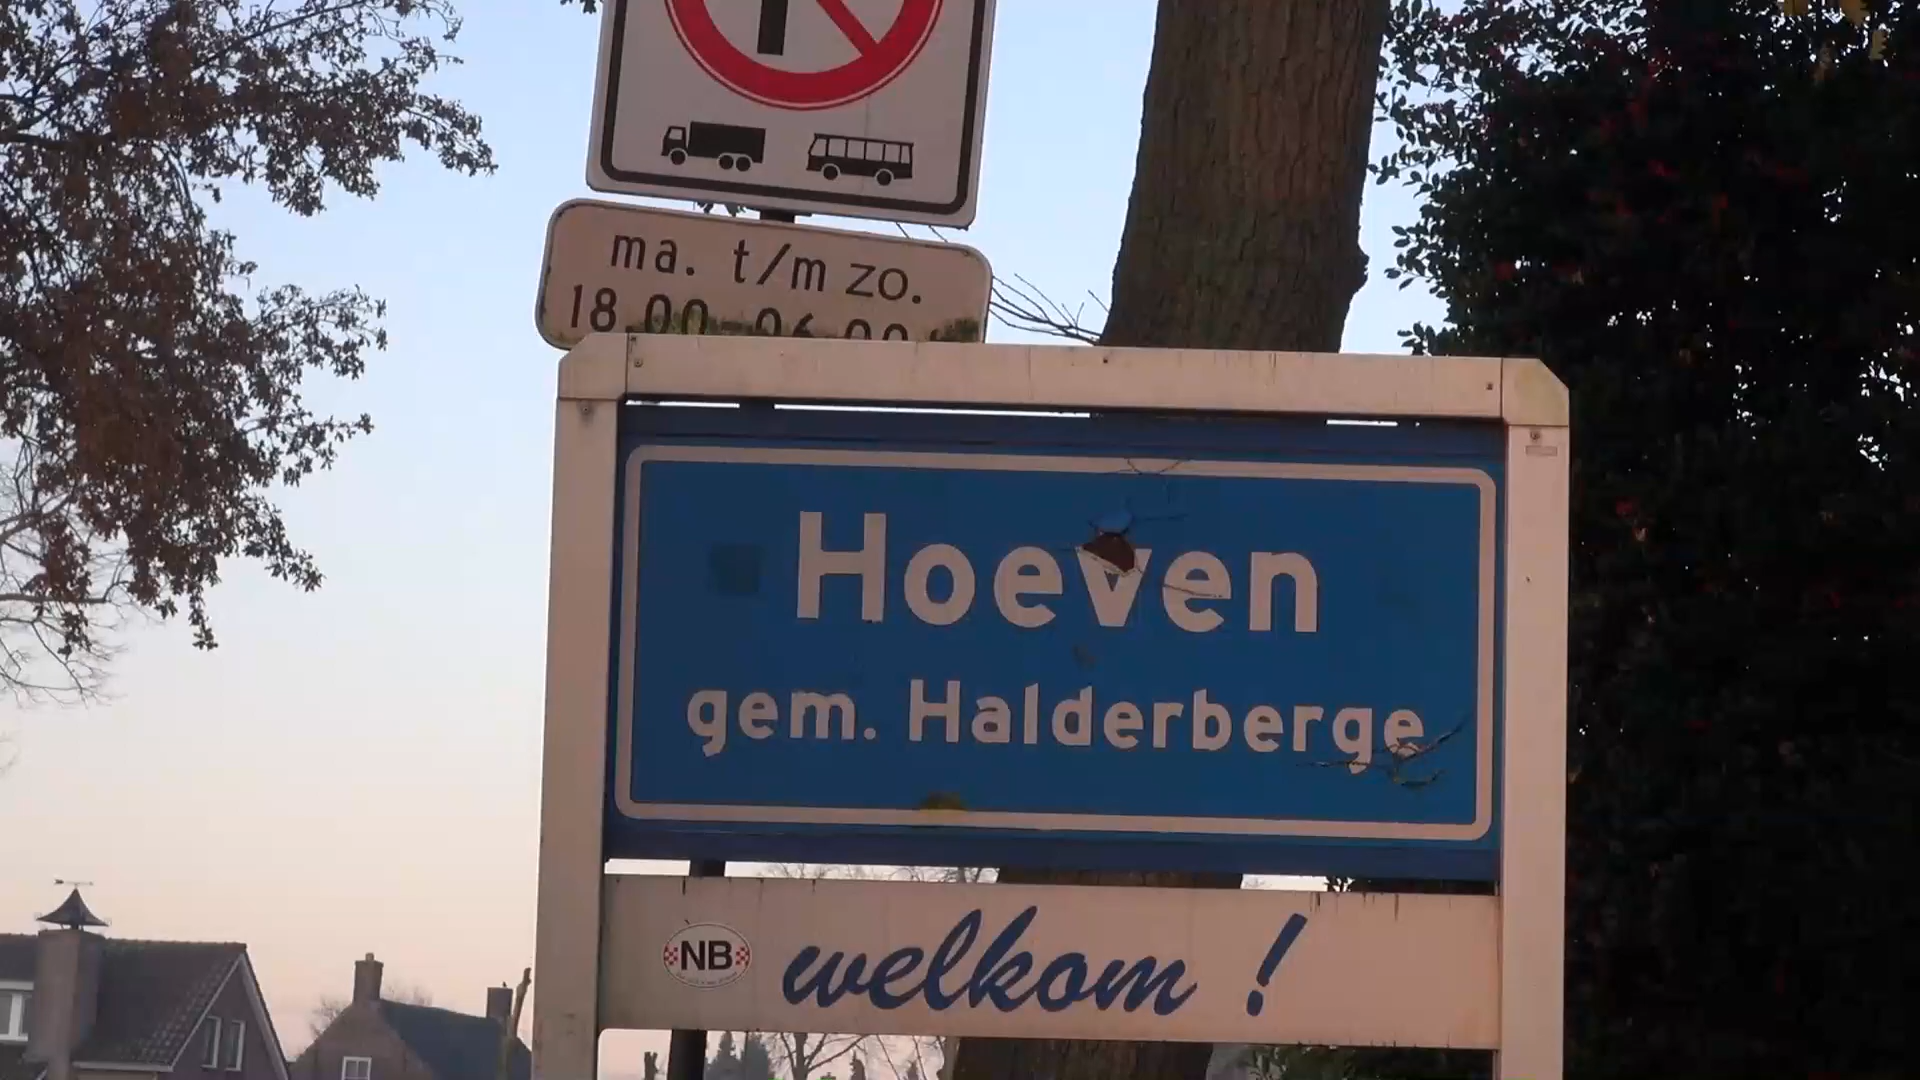 ma. t/m zo.
18.00-06.00
Hoeven
gem. Halderberge
NB
welkom !